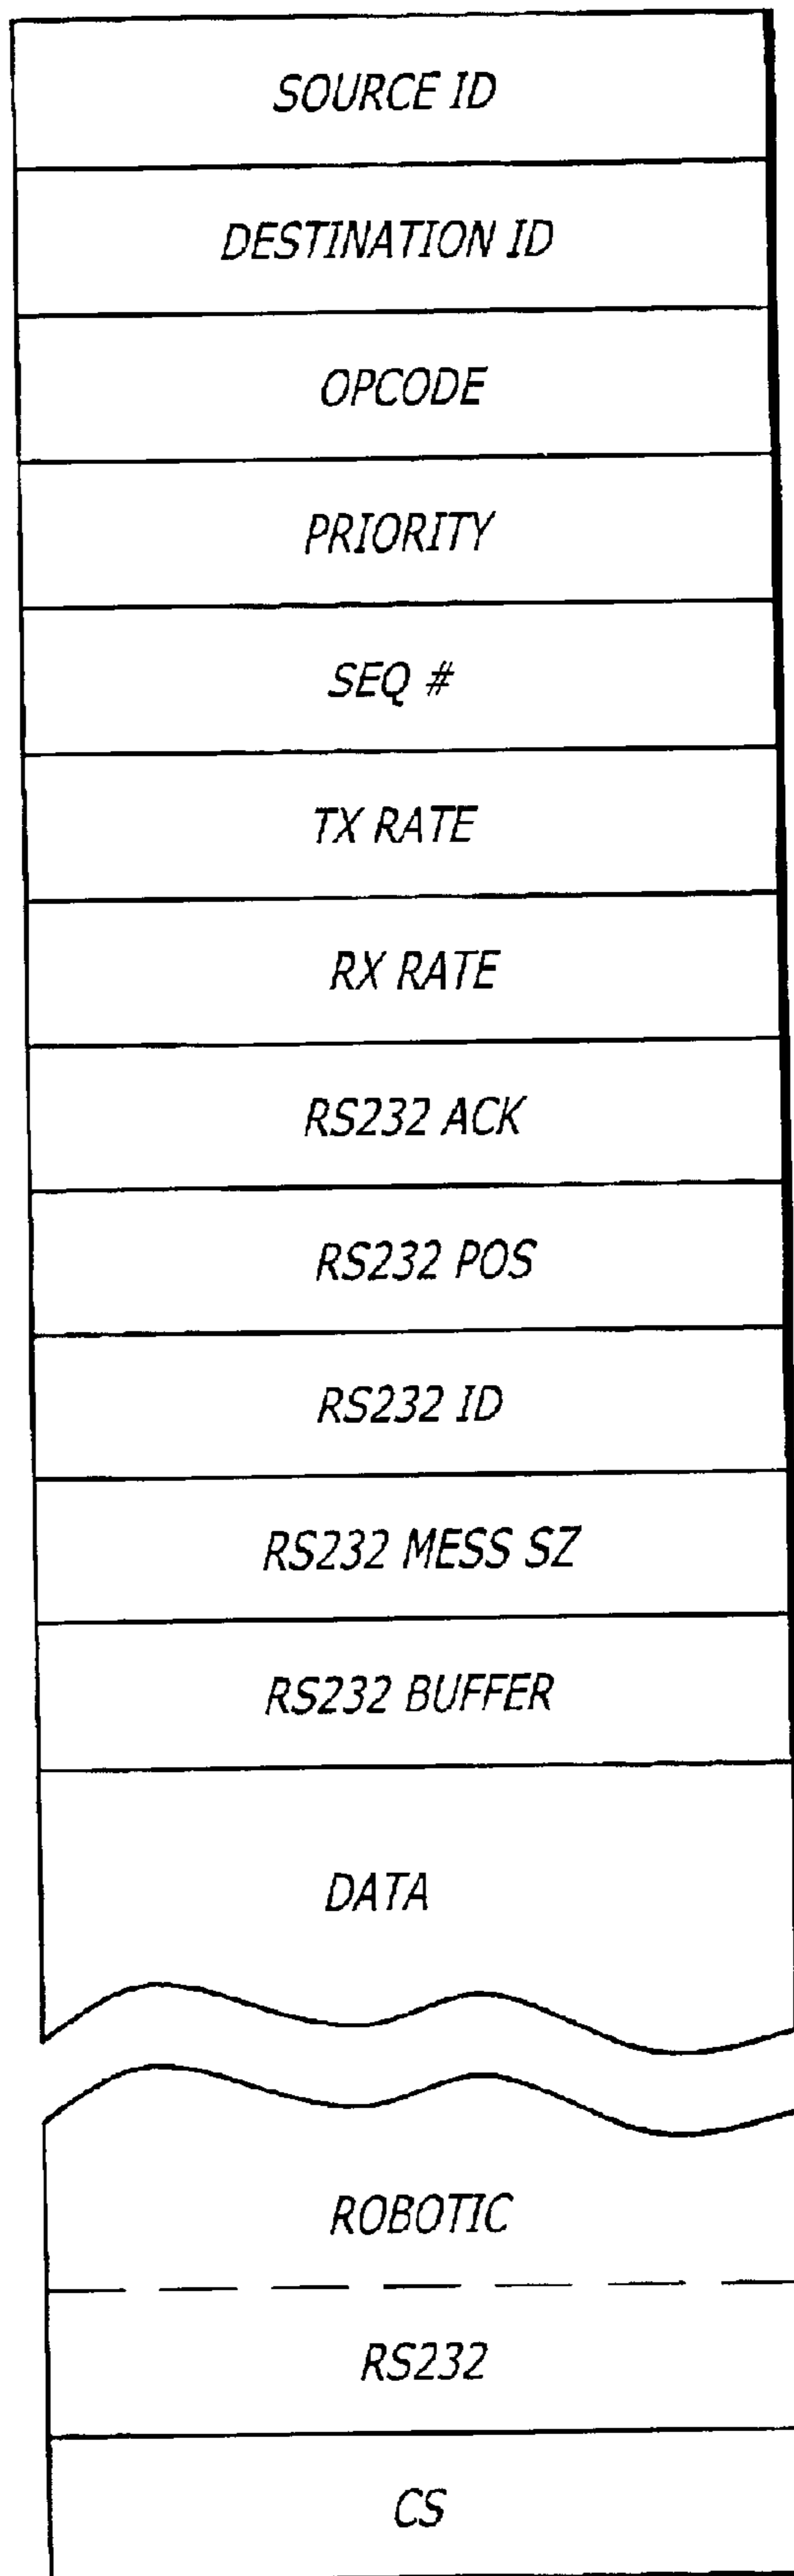 SOURCE ID
DESTINATION ID
OPCODE
PRIORITY
SEQ #
TX RATE
RX RATE
RS232 ACK
RS232 POS
RS232 ID
RS232 MESS SZ
RS232 BUFFER
DATA
ROBOTIC
RS232
CS